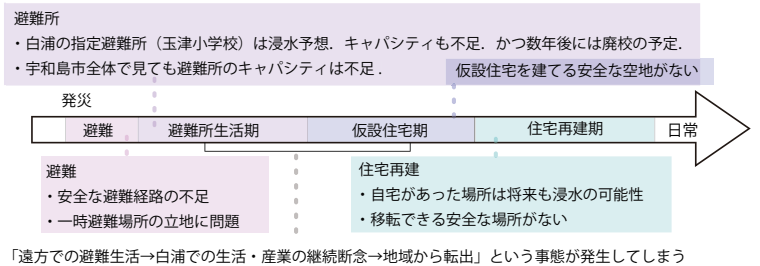 避難所
・白浦の指定避難所（玉津小学校）は浸水予想．キャパシティも不足．かつ数年後には廃校の予定．
・宇和島市全体で見ても避難所のキャパシティは不足．
仮設住宅を建てる安全な空地がない
発災
避難 避難所生活期 仮設住宅期 住宅再建期 日常
避難
・安全な避難経路の不足
・一時避難場所の立地に問題
住宅再建
・自宅があった場所は将来も浸水の可能性
・移転できる安全な場所がない
「遠方での避難生活→白浦での生活・産業の継続断念→地域から転出」という事態が発生してしまう